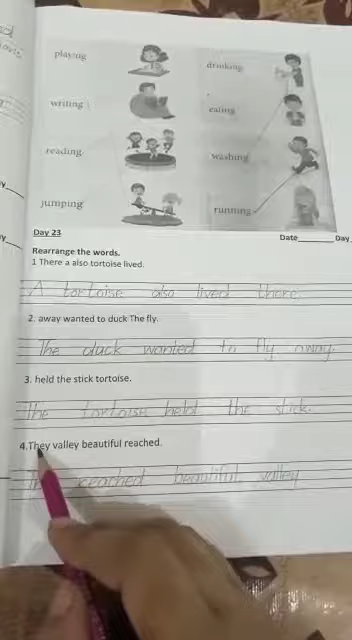 playing
drinking
writing
eating
reading
washing
jumping
running
Day 23
Date_______ Day
Rearrange the words.
1 There a also tortoise lived.
A tortoise also lived there.
2. away wanted to duck The fly.
The duck wanted to fly away.
3. held the stick tortoise.
The tortoise held the stick.
4.They valley beautiful reached.
reached beautiful valley